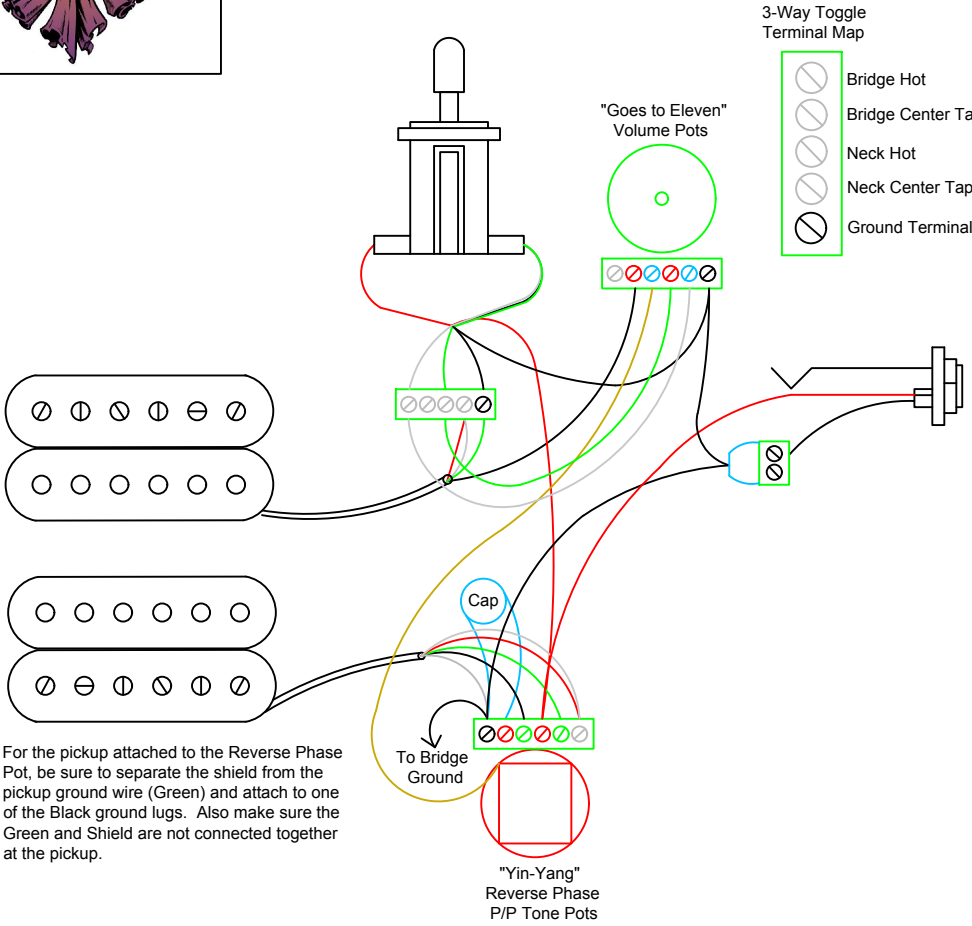 3-Way Toggle
Terminal Map
Bridge Hot
Bridge Center Ta
Neck Hot
Neck Center Tap
Ground Terminal
"Goes to Eleven"
Volume Pots
Cap
To Bridge
Ground
For the pickup attached to the Reverse Phase
Pot, be sure to separate the shield from the
pickup ground wire (Green) and attach to one
of the Black ground lugs.  Also make sure the
Green and Shield are not connected together
at the pickup.
"Yin-Yang"
Reverse Phase
P/P Tone Pots